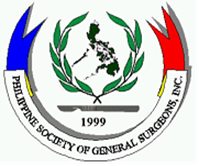 1999
PHILIPPINE SOCIETY OF GENERAL SURGEONS, INC.